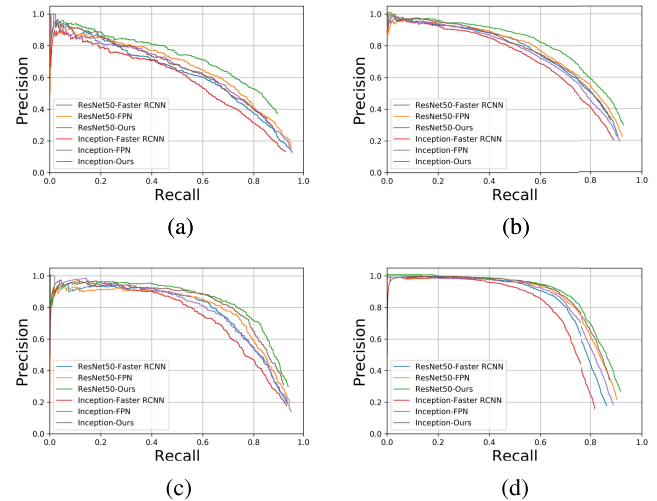 1.0
0.8
0.6
0.4
0.2
0.0
Precision
ResNet50-Faster RCNN
ResNet50-FPN
ResNet50-Ours
Inception-Faster RCNN
Inception-FPN
Inception-Ours
0.0 0.2 0.4 0.6 0.8 1.0
Recall
(a)
1.0
0.8
0.6
0.4
0.2
0.0
Precision
ResNet50-Faster RCNN
ResNet50-FPN
ResNet50-Ours
Inception-Faster RCNN
Inception-FPN
Inception-Ours
0.0 0.2 0.4 0.6 0.8 1.0
Recall
(b)
1.0
0.8
0.6
0.4
0.2
0.0
Precision
ResNet50-Faster RCNN
ResNet50-FPN
ResNet50-Ours
Inception-Faster RCNN
Inception-FPN
Inception-Ours
0.0 0.2 0.4 0.6 0.8 1.0
Recall
(c)
1.0
0.8
0.6
0.4
0.2
0.0
Precision
ResNet50-Faster RCNN
ResNet50-FPN
ResNet50-Ours
Inception-Faster RCNN
Inception-FPN
Inception-Ours
0.0 0.2 0.4 0.6 0.8 1.0
Recall
(d)